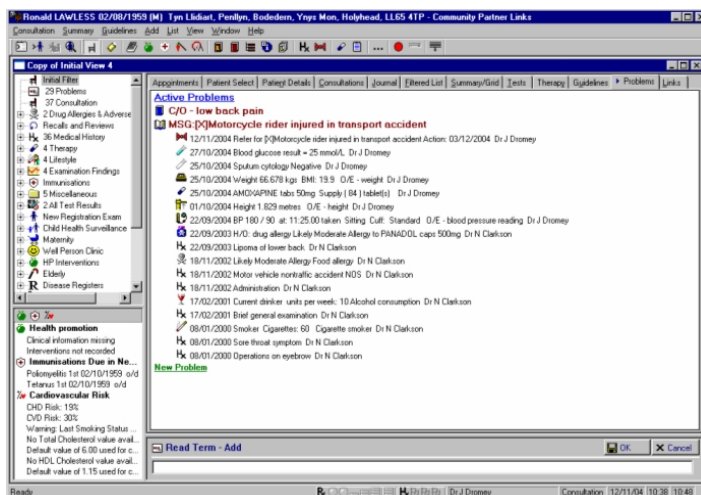 Ronald LAWLESS 02/08/1959 (M) Tyn Llidiart, Penllyn, Bodedern, Ynys Mon, Holyhead, LL65 4TP - Community Partner Links
Consultation Summary Guidelines Add List View Window Help
Copy of Initial View 4
Initial Filter
29 Problems
37 Consultation
2 Drug Allergies & Adverse
Recalls and Reviews
36 Medical History
4 Therapy
4 Lifestyle
4 Examination Findings
Immunisations
5 Miscellaneous
2 All Test Results
New Registration Exam
Child Health Surveillance
Maternity
Well Person Clinic
HP Interventions
Elderly
Disease Registers
Health promotion
Clinical information missing
Interventions not recorded
Immunisations Due in Ne...
Poliomyelitis 1st 02/10/1959 o/d
Tetanus 1st 02/10/1959 o/d
Cardiovascular Risk
CHD Risk: 19%
CVD Risk: 30%
Warning: Last Smoking Status ...
No Total Cholesterol value avail...
Default value of 6.00 used for c...
No HDL Cholesterol value avail...
Default value of 1.15 used for c...
Appointments Patient Select Patient Details Consultations Journal Filtered List Summary/Grid Tests Therapy Guidelines Problems Links
Active Problems
C/O - low back pain
MSG:[X]Motorcycle rider injured in transport accident
12/11/2004 Refer for [X]Motorcycle rider injured in transport accident Action: 03/12/2004 Dr J Dromey
27/10/2004 Blood glucose result = 25 mmol/L Dr J Dromey
25/10/2004 Sputum cytology Negative Dr J Dromey
25/10/2004 Weight 66.678 kgs BMI: 19.9 O/E - weight Dr J Dromey
25/10/2004 AMOXAPINE tabs 50mg Supply ( 84 ) tablet(s) Dr J Dromey
01/10/2004 Height 1.829 metres O/E - height Dr J Dromey
22/09/2004 BP 180 / 90 at: 11:25.00 taken Sitting Cuff: Standard O/E - blood pressure reading Dr J Dromey
22/09/2003 H/O: drug allergy Likely Moderate Allergy to PANADOL caps 500mg Dr N Clarkson
22/09/2003 Lipoma of lower back Dr N Clarkson
18/11/2002 Likely Moderate Allergy Food allergy Dr N Clarkson
18/11/2002 Motor vehicle nontraffic accident NOS Dr N Clarkson
18/11/2002 Administration Dr N Clarkson
17/02/2001 Current drinker units per week: 10 Alcohol consumption Dr N Clarkson
17/02/2001 Brief general examination Dr N Clarkson
08/01/2000 Smoker Cigarettes: 60 Cigarette smoker Dr N Clarkson
08/01/2000 Sore throat symptom Dr N Clarkson
08/01/2000 Operations on eyebrow Dr N Clarkson
New Problem
Read Term - Add
OK Cancel
Ready Dr J Dromey Consultation 12/11/04 10:38 10:48